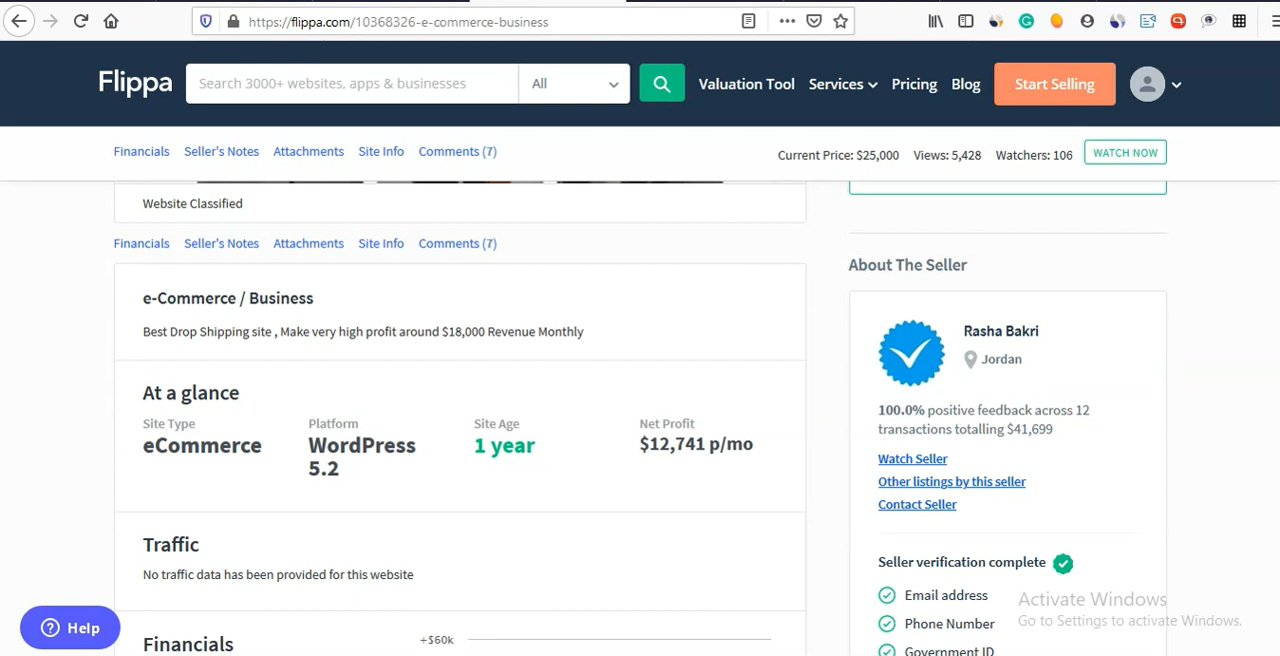 https://flippa.com/10368326-e-commerce-business
Flippa
Search 3000+ websites, apps & businesses
All
Valuation Tool
Services
Pricing
Blog
Start Selling
Financials
Seller's Notes
Attachments
Site Info
Comments (7)
Current Price: $25,000
Views: 5,428
Watchers: 106
WATCH NOW
Website Classified
Financials
Seller's Notes
Attachments
Site Info
Comments (7)
e-Commerce / Business
Best Drop Shipping site , Make very high profit around $18,000 Revenue Monthly
At a glance
Site Type
eCommerce
Platform
WordPress
5.2
Site Age
1 year
Net Profit
$12,741 p/mo
Traffic
No traffic data has been provided for this website
Financials
+$60k
About The Seller
Rasha Bakri
Jordan
100.0% positive feedback across 12
transactions totalling $41,699
Watch Seller
Other listings by this seller
Contact Seller
Seller verification complete
Email address
Phone Number
Government ID
Activate Windows
Go to Settings to activate Windows.
Help